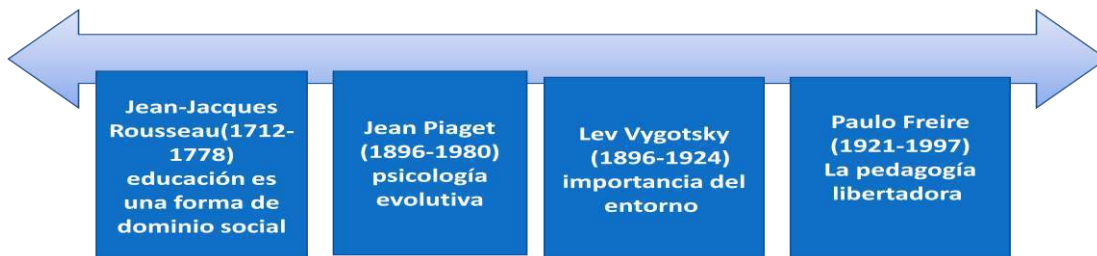 Jean-Jacques
Rousseau(1712-
1778)
educación es
una forma de
dominio social
Jean Piaget
(1896-1980)
psicología
evolutiva
Lev Vygotsky
(1896-1924)
importancia del
entorno
Paulo Freire
(1921-1997)
La pedagogía
libertadora